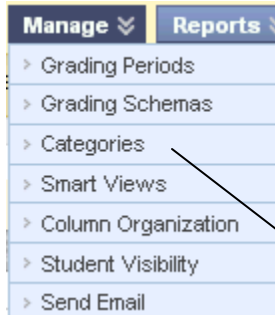 Manage Reports
Grading Periods
Grading Schemas
Categories
Smart Views
Column Organization
Student Visibility
Send Email